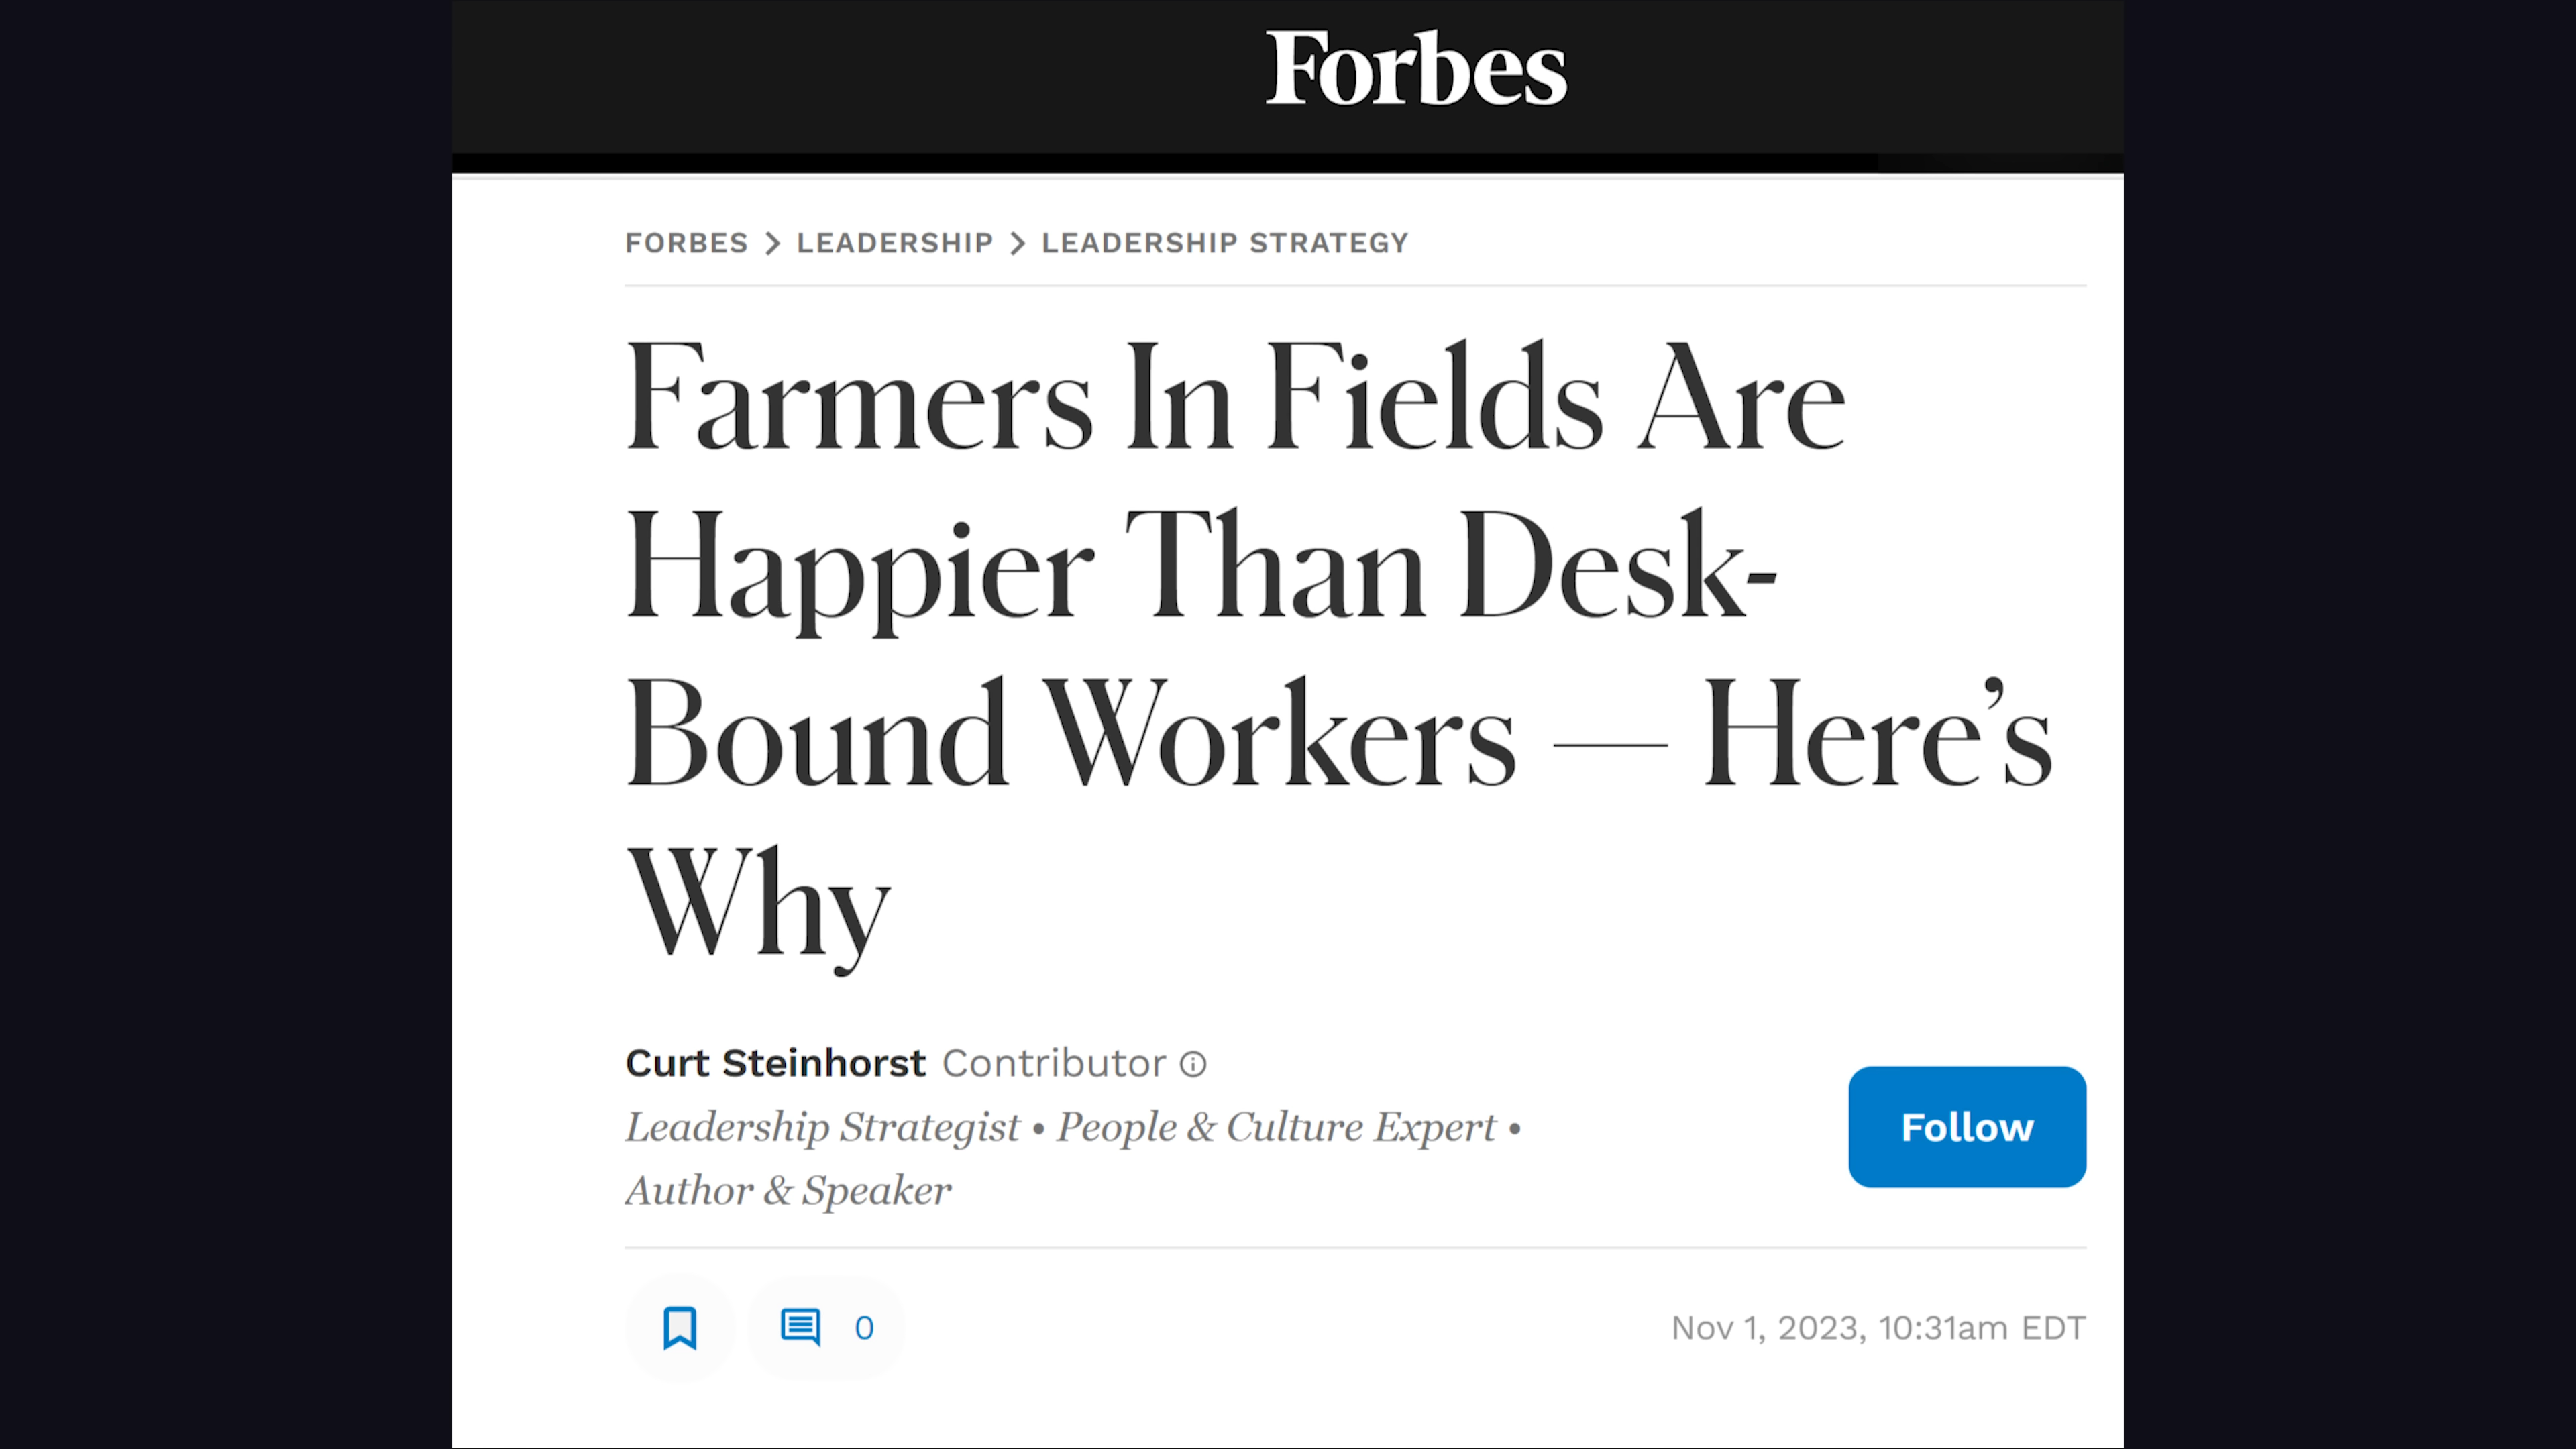 Forbes
FORBES > LEADERSHIP > LEADERSHIP STRATEGY
Farmers In Fields Are
Happier Than Desk-
Bound Workers — Here’s
Why
Curt Steinhorst Contributor
Leadership Strategist • People & Culture Expert •
Author & Speaker
Follow
0
Nov 1, 2023, 10:31am EDT